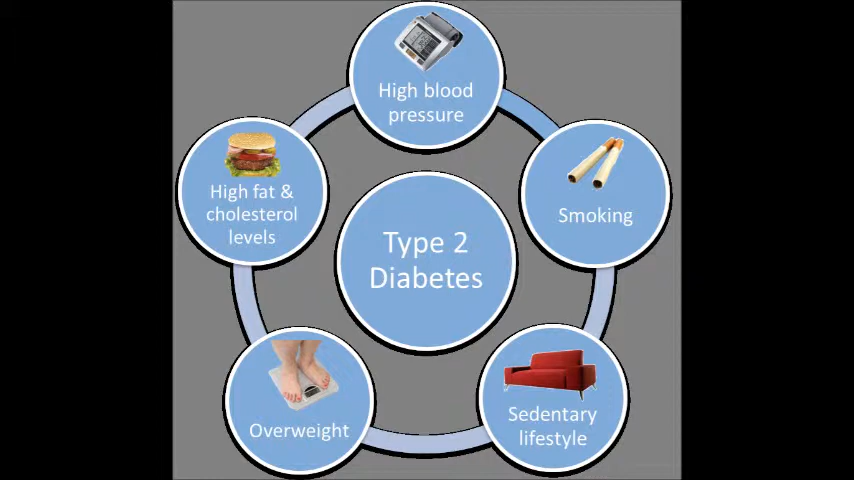 High blood
pressure
Smoking
Sedentary
lifestyle
Overweight
High fat &
cholesterol
levels
Type 2
Diabetes